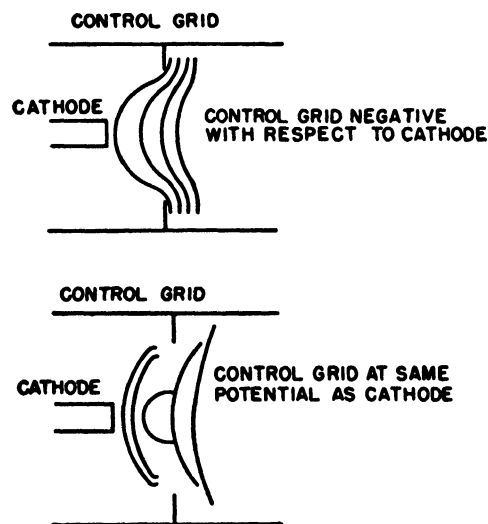 CONTROL GRID
CATHODE
CONTROL GRID NEGATIVE
WITH RESPECT TO CATHODE
CONTROL GRID
CATHODE
CONTROL GRID AT SAME
POTENTIAL AS CATHODE